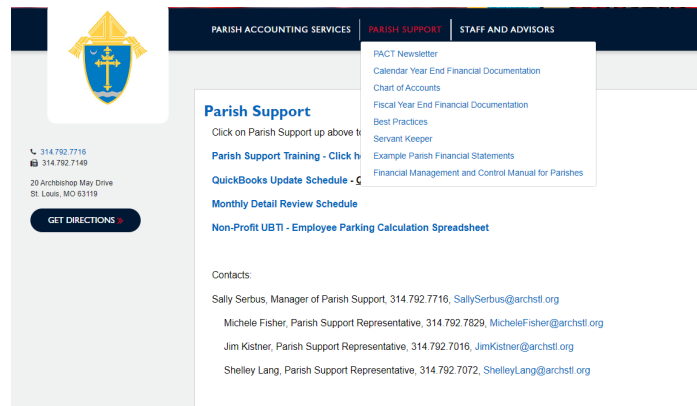 PARISH ACCOUNTING SERVICES
PARISH SUPPORT
STAFF AND ADVISORS
PACT Newsletter
Calendar Year End Financial Documentation
Chart of Accounts
Fiscal Year End Financial Documentation
Best Practices
Servant Keeper
Example Parish Financial Statements
Financial Management and Control Manual for Parishes
314.792.7716
314.792.7149
20 Archbishop May Drive
St. Louis, MO 63119
GET DIRECTIONS »
Parish Support
Click on Parish Support up above
Parish Support Training - Click
QuickBooks Update Schedule -
Monthly Detail Review Schedule
Non-Profit UBTI - Employee Parking Calculation Spreadsheet
Contacts:
Sally Serbus, Manager of Parish Support, 314.792.7716, SallySerbus@archstl.org
Michele Fisher, Parish Support Representative, 314.792.7829, MicheleFisher@archstl.org
Jim Kistner, Parish Support Representative, 314.792.7016, JimKistner@archstl.org
Shelley Lang, Parish Support Representative, 314.792.7072, ShelleyLang@archstl.org